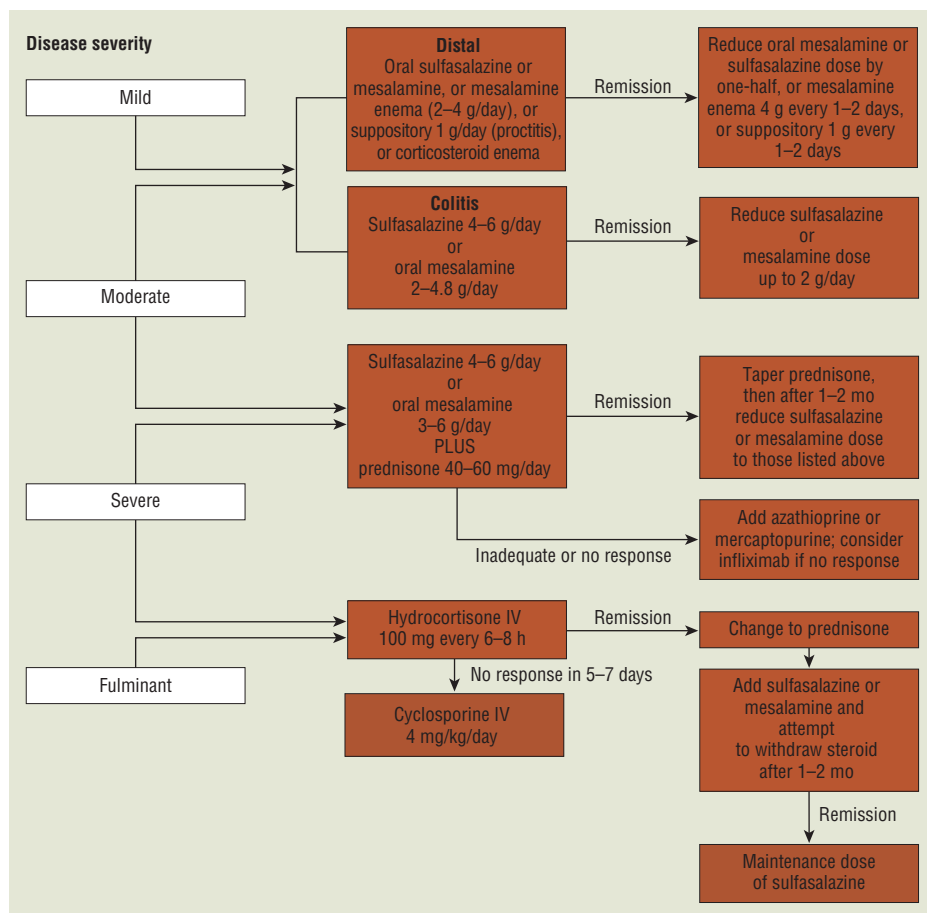 Disease severity
Mild
Distal
Oral sulfasalazine or
mesalamine, or mesalamine
enema (2–4 g/day), or
suppository 1 g/day (proctitis),
or corticosteroid enema
Remission
Reduce oral mesalamine or
sulfasalazine dose by
one-half, or mesalamine
enema 4 g every 1–2 days,
or suppository 1 g every
1–2 days
Colitis
Sulfasalazine 4–6 g/day
or
oral mesalamine
2–4.8 g/day
Remission
Reduce sulfasalazine
or
mesalamine dose
up to 2 g/day
Moderate
Sulfasalazine 4–6 g/day
or
oral mesalamine
3–6 g/day
PLUS
prednisone 40–60 mg/day
Remission
Taper prednisone,
then after 1–2 mo
reduce sulfasalazine
or mesalamine dose
to those listed above
Severe
Inadequate or no response
Add azathioprine or
mercaptopurine; consider
infliximab if no response
Hydrocortisone IV
100 mg every 6–8 h
Remission
Change to prednisone
Fulminant
No response in 5–7 days
Cyclosporine IV
4 mg/kg/day
Add sulfasalazine or
mesalamine and
attempt
to withdraw steroid
after 1–2 mo
Remission
Maintenance dose
of sulfasalazine